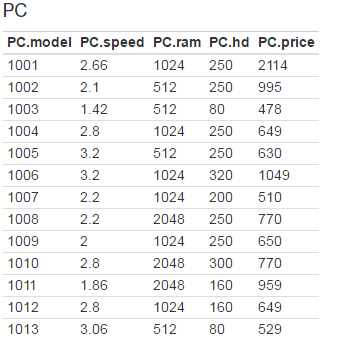 PC
PC.model PC.speed PC.ram PC.hd PC.price
1001 2.66 1024 250 2114
1002 2.1 512 250 995
1003 1.42 512 80 478
1004 2.8 1024 250 649
1005 3.2 512 250 630
1006 3.2 1024 320 1049
1007 2.2 1024 200 510
1008 2.2 2048 250 770
1009 2 1024 250 650
1010 2.8 2048 300 770
1011 1.86 2048 160 959
1012 2.8 1024 160 649
1013 3.06 512 80 529